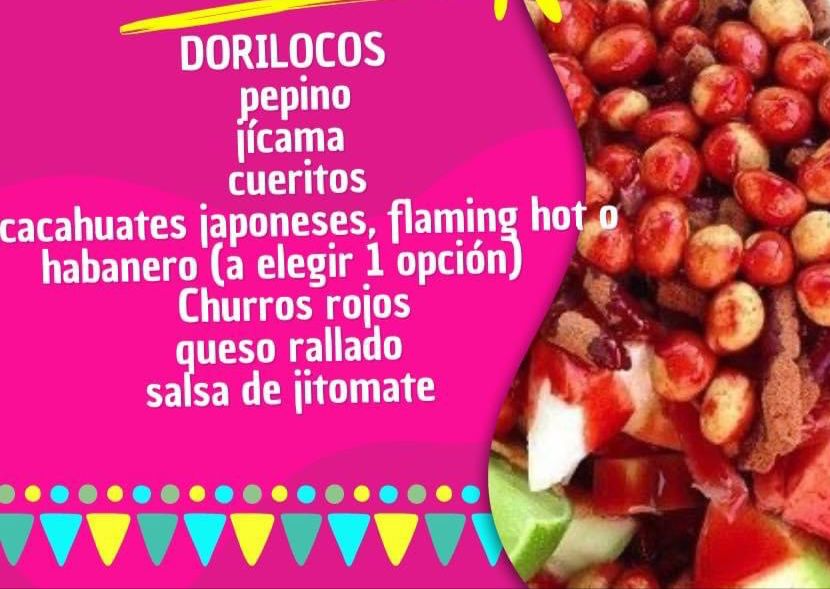 DORILOCOS
pepino
jícama
cueritos
cacahuates japoneses, flaming hot o
habanero (a elegir 1 opción)
Churros rojos
queso rallado
salsa de jitomate